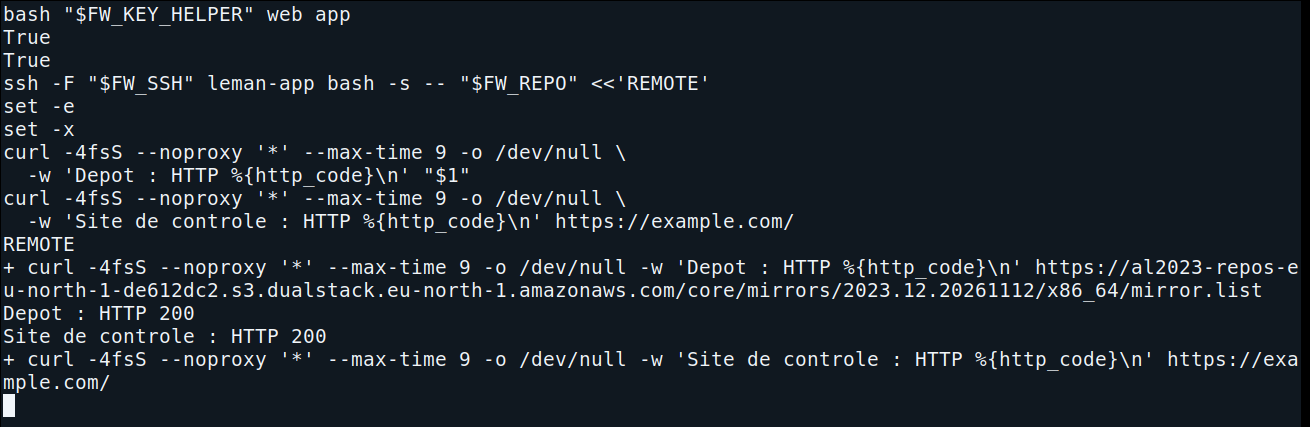 bash "$FW_KEY_HELPER" web app
True
True
ssh -F "$FW_SSH" leman-app bash -s -- "$FW_REPO" <<'REMOTE'
set -e
set -x
curl -4fsS --noproxy '*' --max-time 9 -o /dev/null \
  -w 'Depot : HTTP %{http_code}\n' "$1"
curl -4fsS --noproxy '*' --max-time 9 -o /dev/null \
  -w 'Site de controle : HTTP %{http_code}\n' https://example.com/
REMOTE
+ curl -4fsS --noproxy '*' --max-time 9 -o /dev/null -w 'Depot : HTTP %{http_code}\n' https://al2023-repos-e
u-north-1-de612dc2.s3.dualstack.eu-north-1.amazonaws.com/core/mirrors/2023.12.20261112/x86_64/mirror.list
Depot : HTTP 200
Site de controle : HTTP 200
+ curl -4fsS --noproxy '*' --max-time 9 -o /dev/null -w 'Site de controle : HTTP %{http_code}\n' https://exa
mple.com/